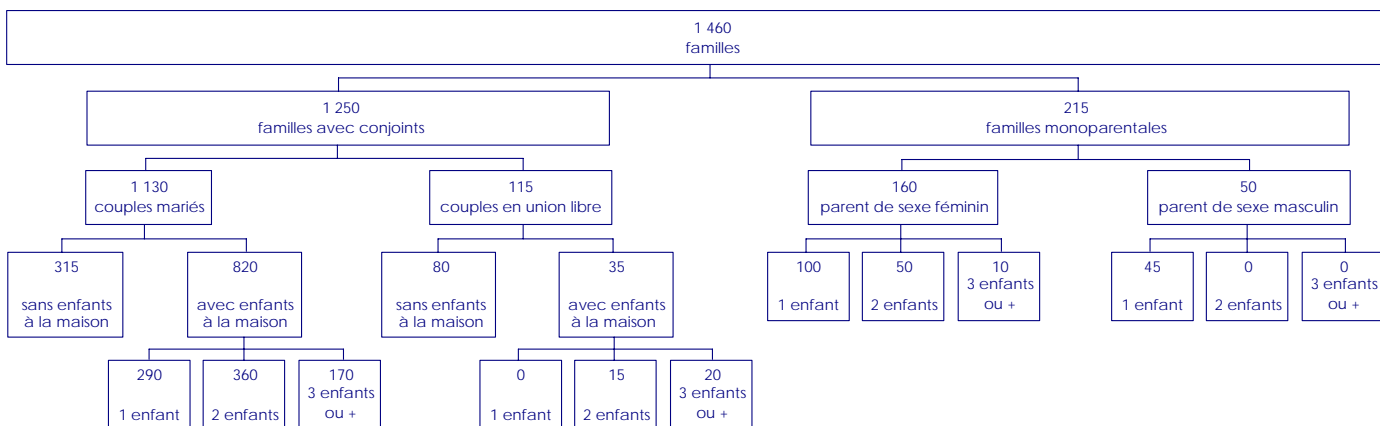 1 460
familles
1 250
familles avec conjoints
215
familles monoparentales
1 130
couples mariés
115
couples en union libre
160
parent de sexe féminin
50
parent de sexe masculin
315
sans enfants
à la maison
820
avec enfants
à la maison
80
sans enfants
à la maison
35
avec enfants
à la maison
100
1 enfant
50
2 enfants
10
3 enfants
ou +
45
1 enfant
0
2 enfants
0
3 enfants
ou +
290
1 enfant
360
2 enfants
170
3 enfants
ou +
0
1 enfant
15
2 enfants
20
3 enfants
ou +